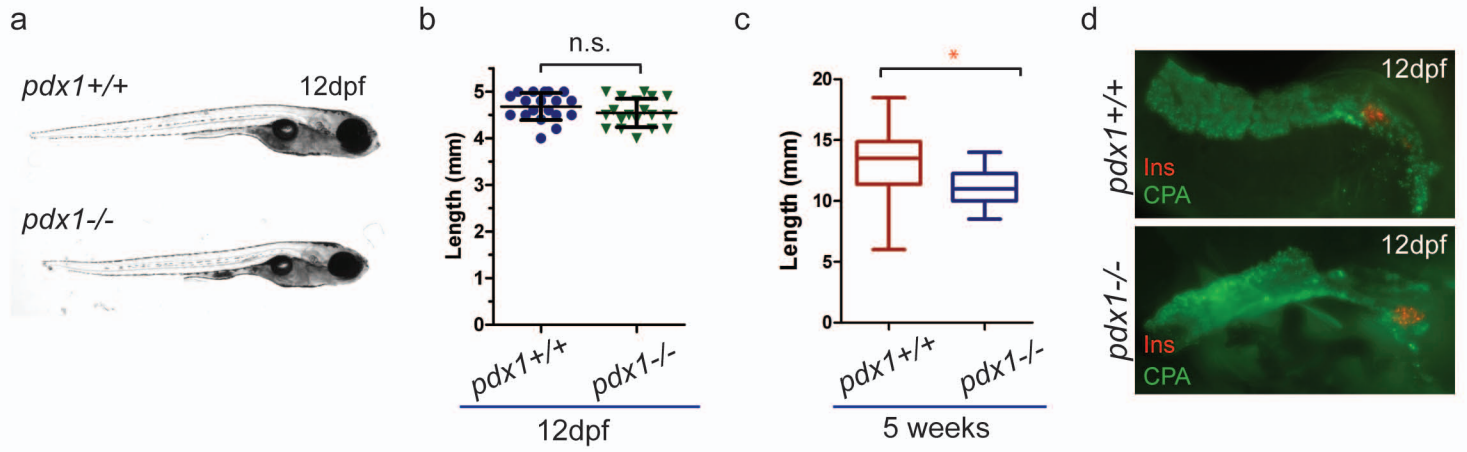 a
pdx1+/+
12dpf
pdx1-/-
b
n.s.
Length (mm)
5
4
3
2
1
0
pdx1+/+
pdx1-/-
12dpf
c
*
Length (mm)
20
15
10
5
0
pdx1+/+
pdx1-/-
5 weeks
d
pdx1+/+
12dpf
Ins
CPA
pdx1-/-
12dpf
Ins
CPA